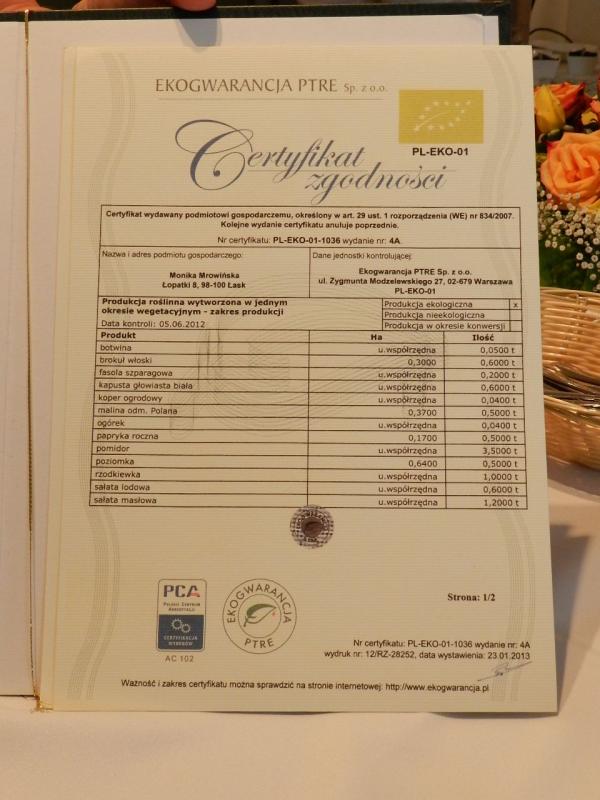 EKOGWARANCJA PTRE Sp. z o.o.
Certyfikat
zgodności
PL-EKO-01
Certyfikat wydawany podmiotowi gospodarczemu, określony w art. 29 ust. 1 rozporządzenia (WE) nr 834/2007.
Kolejne wydanie certyfikatu anuluje poprzednie.
Nr certyfikatu: PL-EKO-01-1036 wydanie nr: 4A.
Nazwa i adres podmiotu gospodarczego:
Monika Mrowińska
Łopatki 8, 98-100 Łask
Dane jednostki kontrolującej:
Ekogwarancja PTRE Sp. z o.o.
ul. Zygmunta Modzelewskiego 27, 02-679 Warszawa
PL-EKO-01
Produkcja roślinna wytworzona w jednym
okresie wegetacyjnym - zakres produkcji
Data kontroli: 05.06.2012
Produkcja ekologiczna x
Produkcja nieekologiczna
Produkcja w okresie konwersji
Produkt Ha Ilość
botwina u.współrzędna 0,0500 t
brokuł włoski 0,3000 0,6000 t
fasola szparagowa u.współrzędna 0,2000 t
kapusta głowiasta biała u.współrzędna 0,6000 t
koper ogrodowy u.współrzędna 0,0400 t
malina odm. Polana 0,3700 0,5000 t
ogórek u.współrzędna 0,0400 t
papryka roczna 0,1700 0,5000 t
pomidor u.współrzędna 3,5000 t
poziomka 0,6400 0,5000 t
rzodkiewka u.współrzędna 1,0000 t
sałata lodowa u.współrzędna 0,6000 t
sałata masłowa u.współrzędna 1,2000 t
PCA
POLSKIE CENTRUM
AKREDYTACJI
CERTYFIKACJA
WYROBÓW
AC 102
EKOGWARANCJA
PTRE
Strona: 1/2
Nr certyfikatu: PL-EKO-01-1036 wydanie nr: 4A
wydruk nr: 12/RZ-28252, data wystawienia: 23.01.2013
Ważność i zakres certyfikatu można sprawdzić na stronie internetowej: http://www.ekogwarancja.pl